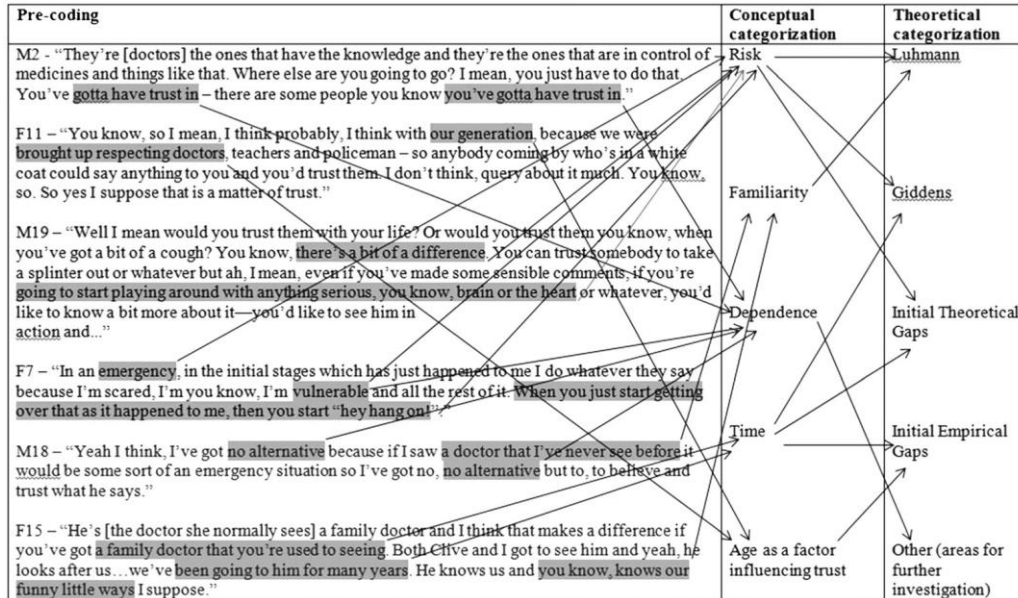 Pre-coding
Conceptual
categorization
Theoretical
categorization
M2 - “They’re [doctors] the ones that have the knowledge and they’re the ones that are in control of
medicines and things like that. Where else are you going to go? I mean, you just have to do that.
You’ve gotta have trust in – there are some people you know you’ve gotta have trust in.”
F11 – “You know, so I mean, I think probably, I think with our generation, because we were
brought up respecting doctors, teachers and policeman – so anybody coming by who’s in a white
coat could say anything to you and you’d trust them. I don’t think, query about it much. You know,
so. So yes I suppose that is a matter of trust.”
M19 – “Well I mean would you trust them with your life? Or would you trust them you know, when
you’ve got a bit of a cough? You know, there’s a bit of a difference. You can trust somebody to take
a splinter out or whatever but ah, I mean, even if you’ve made some sensible comments, if you’re
going to start playing around with anything serious, you know, brain or the heart or whatever, you’d
like to know a bit more about it—you’d like to see him in
action and...”
F7 – “In an emergency, in the initial stages which has just happened to me I do whatever they say
because I’m scared, I’m you know, I’m vulnerable and all the rest of it. When you just start getting
over that as it happened to me, then you start “hey hang on!”.”
M18 – “Yeah I think, I’ve got no alternative because if I saw a doctor that I’ve never see before it
would be some sort of an emergency situation so I’ve got no, no alternative but to, to believe and
trust what he says.”
F15 – “He’s [the doctor she normally sees] a family doctor and I think that makes a difference if
you’ve got a family doctor that you’re used to seeing. Both Clive and I got to see him and yeah, he
looks after us…we’ve been going to him for many years. He knows us and you know, knows our
funny little ways I suppose.”
Risk
Familiarity
Dependence
Time
Age as a factor
influencing trust
Luhmann
Giddens
Initial Theoretical
Gaps
Initial Empirical
Gaps
Other (areas for
further
investigation)